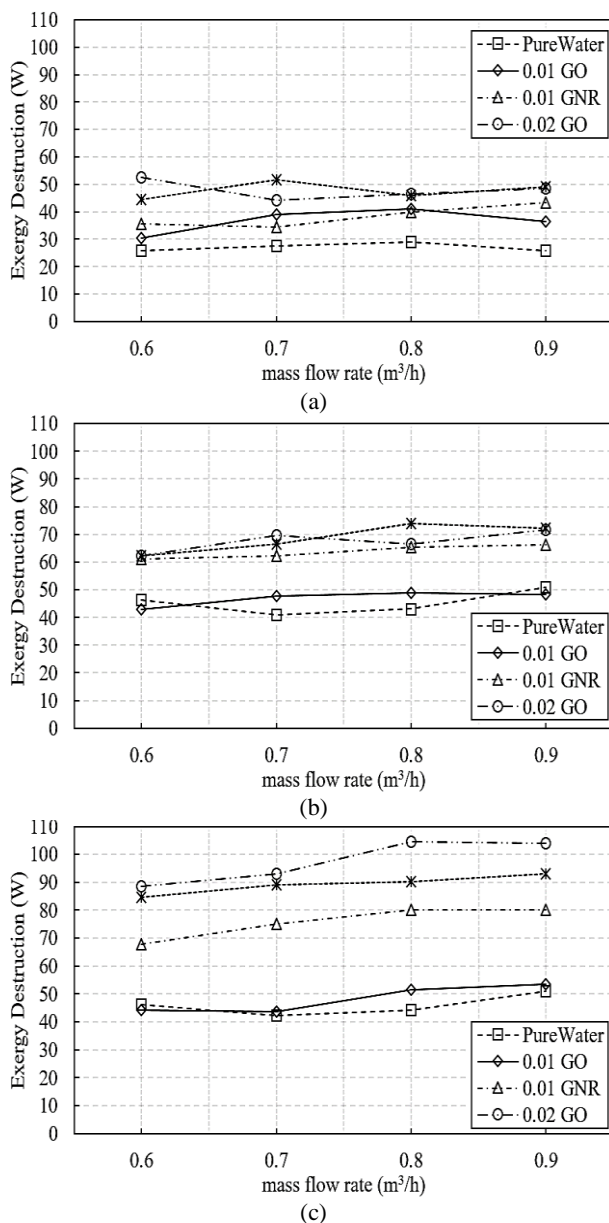 110
100
90
80
70
60
50
40
30
20
10
0
Exergy Destruction (W)
PureWater
0.01 GO
0.01 GNR
0.02 GO
0.6 0.7 0.8 0.9
mass flow rate (m³/h)
(a)
110
100
90
80
70
60
50
40
30
20
10
0
Exergy Destruction (W)
PureWater
0.01 GO
0.01 GNR
0.02 GO
0.6 0.7 0.8 0.9
mass flow rate (m³/h)
(b)
110
100
90
80
70
60
50
40
30
20
10
0
Exergy Destruction (W)
PureWater
0.01 GO
0.01 GNR
0.02 GO
0.6 0.7 0.8 0.9
mass flow rate (m³/h)
(c)